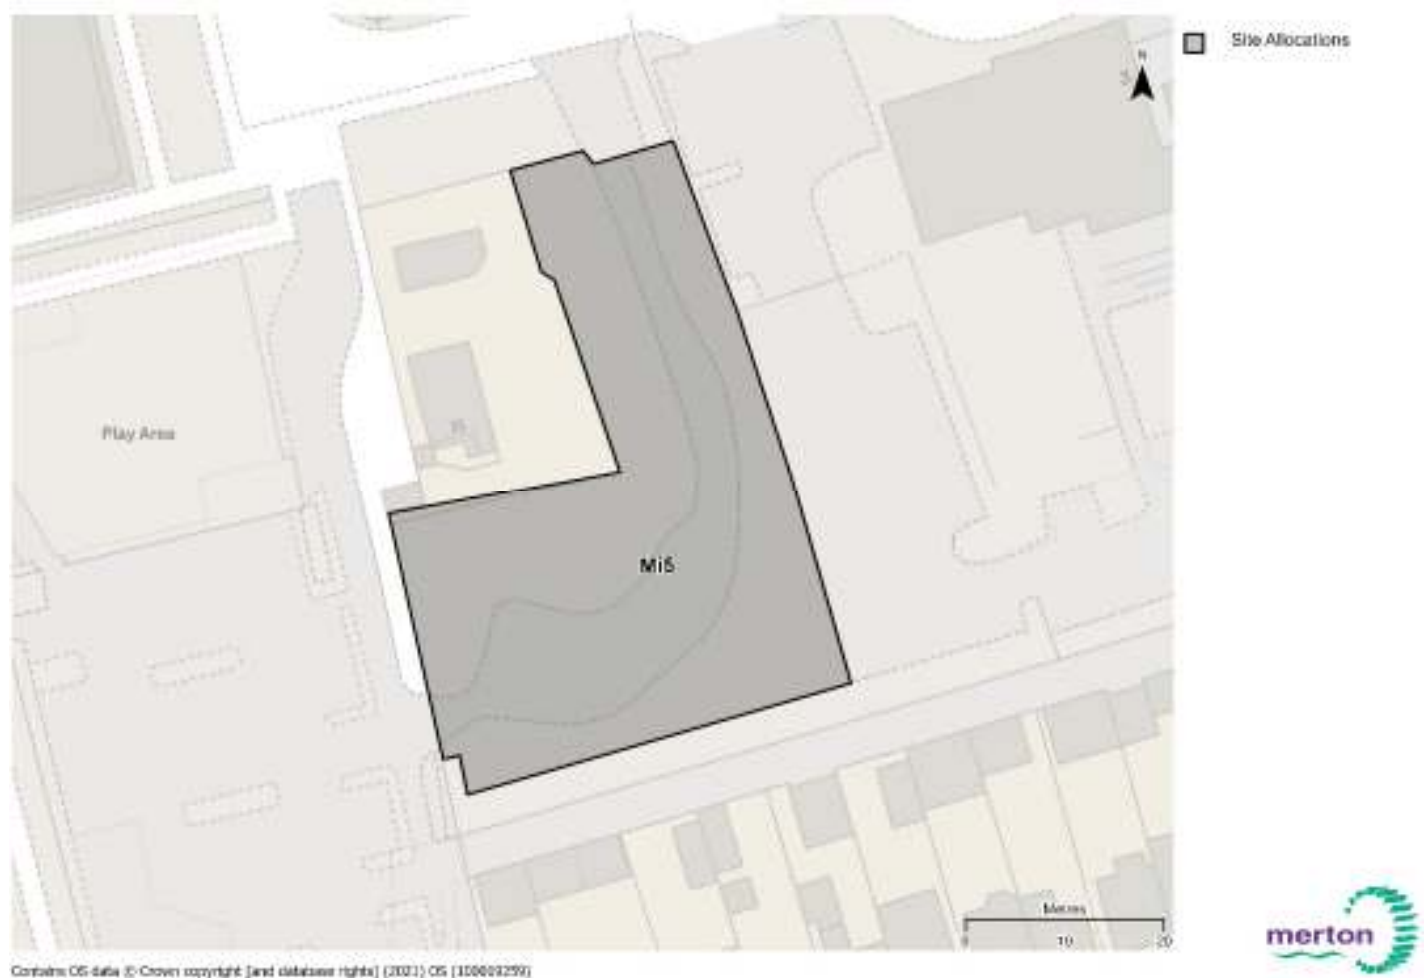 Site Allocations
N
Play Area
Mi5
Metres
0 10 20
merton
Contains OS data © Crown copyright [and database rights] (2021) OS (100019259)